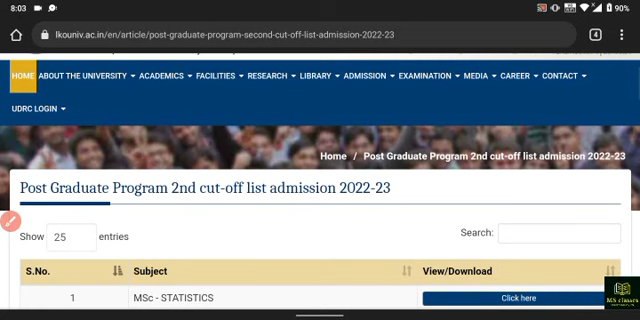 8:03
90%
lkouniv.ac.in/en/article/post-graduate-program-second-cut-off-list-admission-2022-23
4
HOME ABOUT THE UNIVERSITY ACADEMICS FACILITIES RESEARCH LIBRARY ADMISSION EXAMINATION MEDIA CAREER CONTACT
UDRC LOGIN
Home / Post Graduate Program 2nd cut-off list admission 2022-23
Post Graduate Program 2nd cut-off list admission 2022-23
Show 25 entries Search:
S.No. Subject View/Download
1 MSc - STATISTICS Click here
MS classes